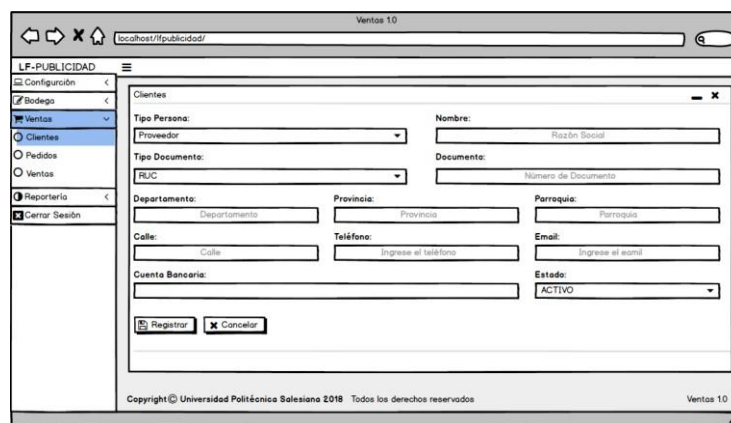 Ventas 1.0
localhost/lfpublicidad/
LF-PUBLICIDAD
Configurción
Bodega
Ventas
Clientes
Pedidos
Ventas
Reportería
Cerrar Sesión
Clientes
Tipo Persona: Nombre:
Proveedor Razón Social
Tipo Documento: Documento:
RUC Número de Documento
Departamento: Provincia: Parroquia:
Departamento Provincia Parroquia
Calle: Teléfono: Email:
Calle Ingrese el teléfono Ingrese el eamil
Cuenta Bancaria: Estado:
ACTIVO
Registrar Cancelar
Copyright © Universidad Politécnica Salesiana 2018 Todos los derechos reservados Ventas 1.0